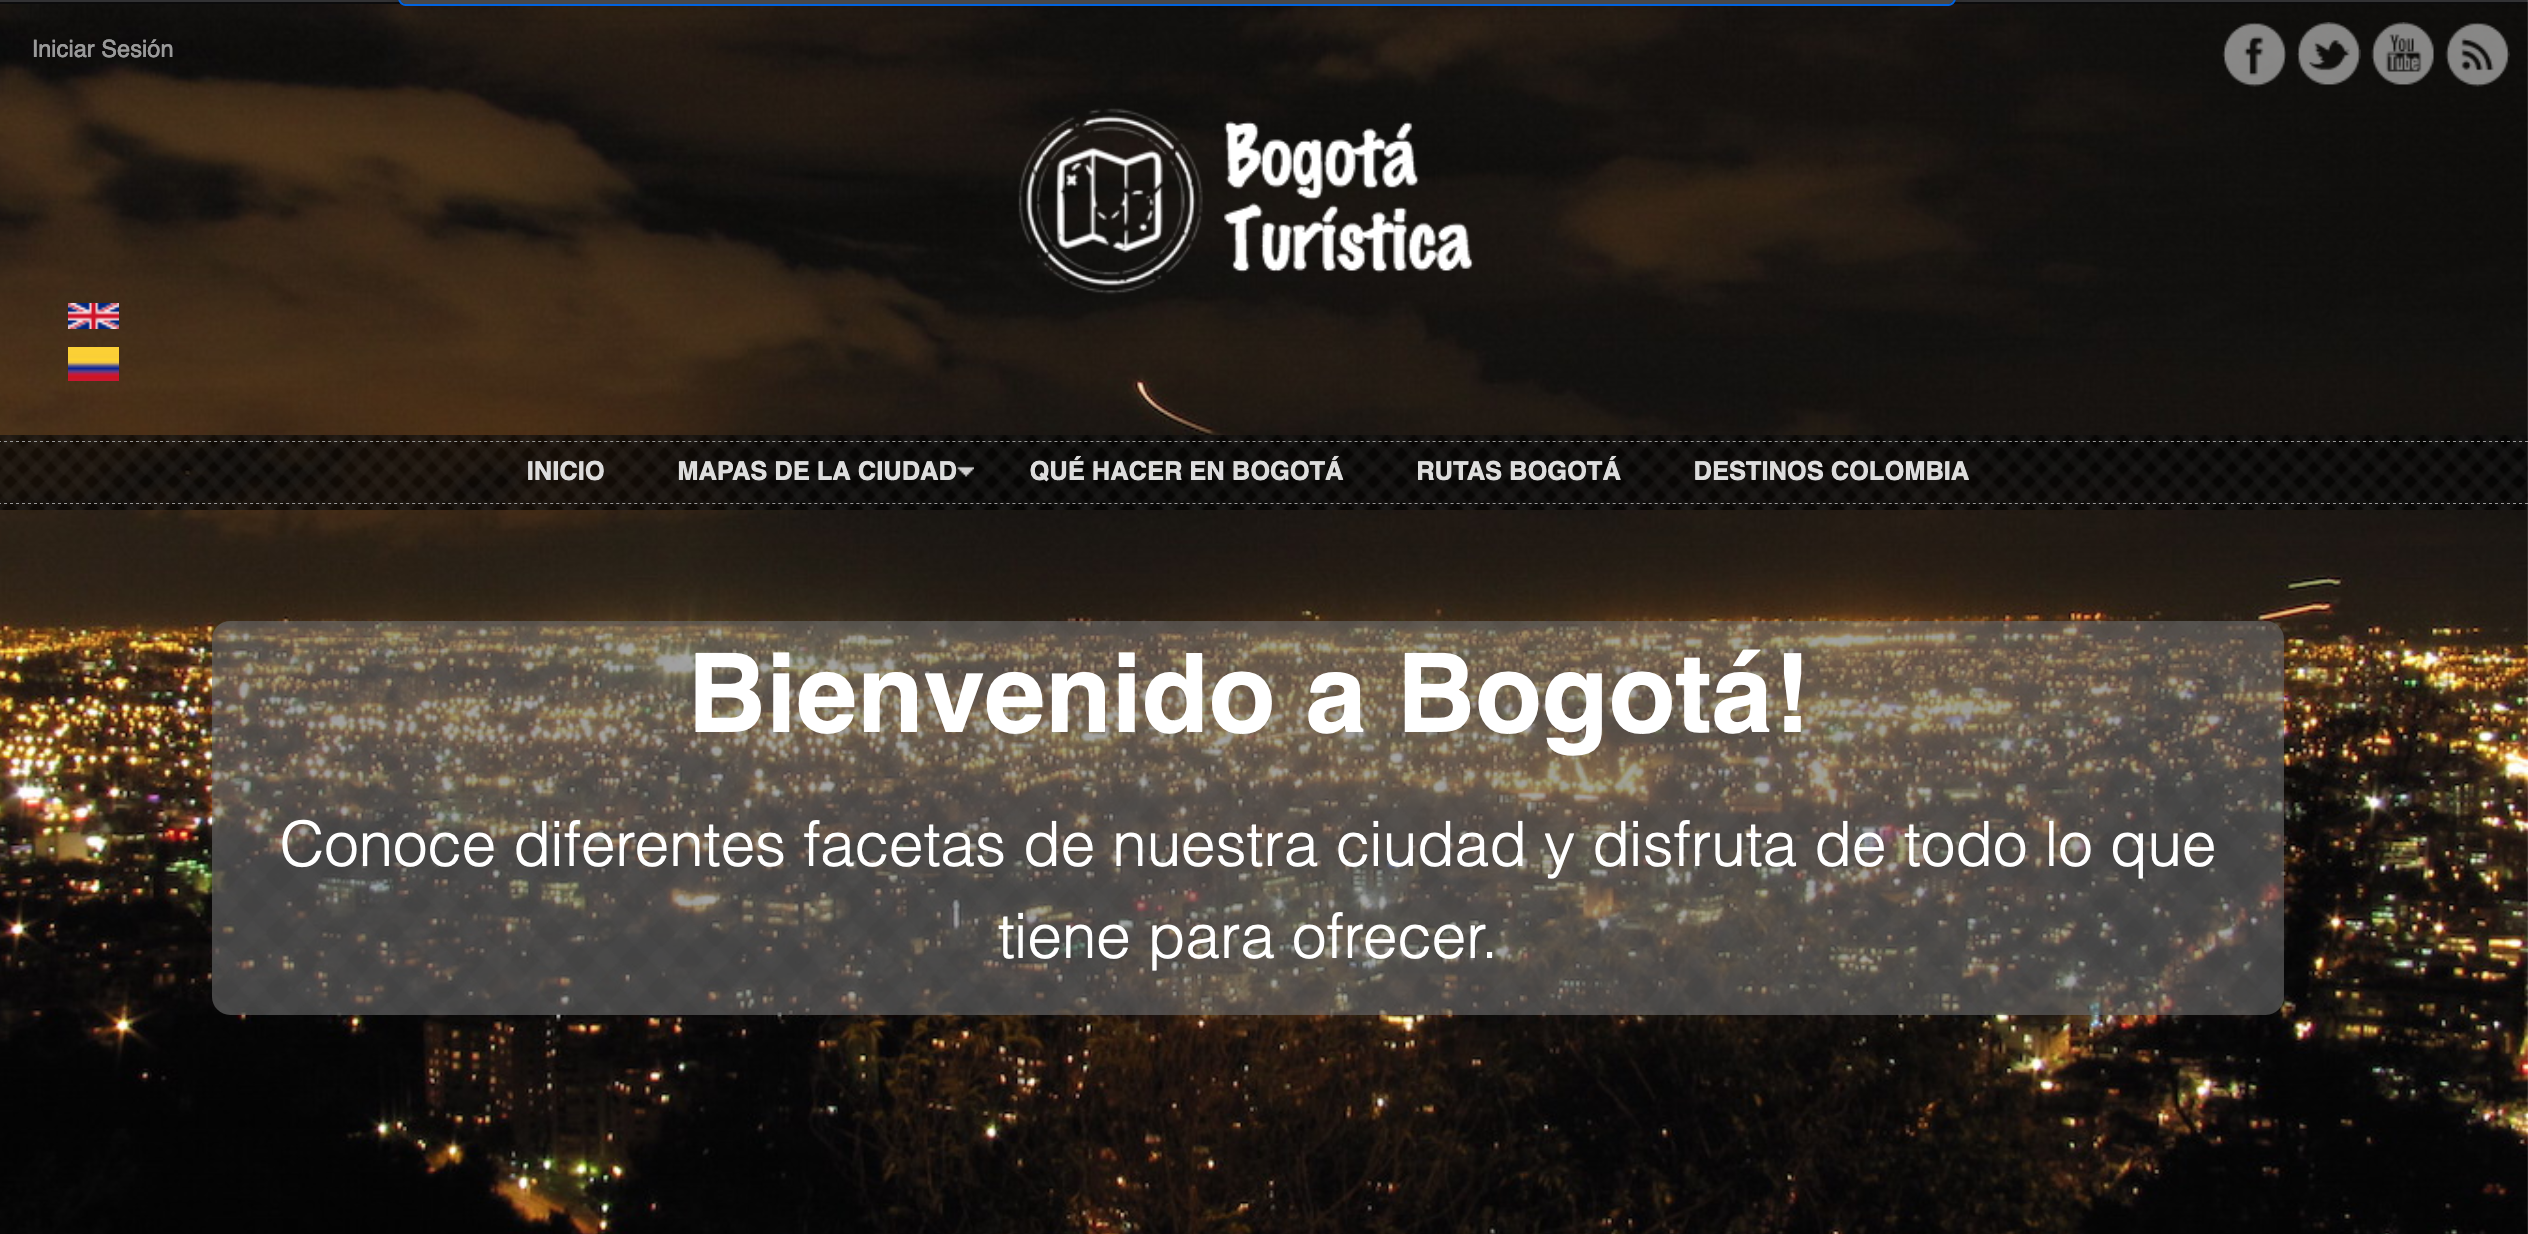 Iniciar Sesión
f
You
Tube
Bogotá
Turística
INICIO MAPAS DE LA CIUDAD QUÉ HACER EN BOGOTÁ RUTAS BOGOTÁ DESTINOS COLOMBIA
Bienvenido a Bogotá!
Conoce diferentes facetas de nuestra ciudad y disfruta de todo lo que
tiene para ofrecer.